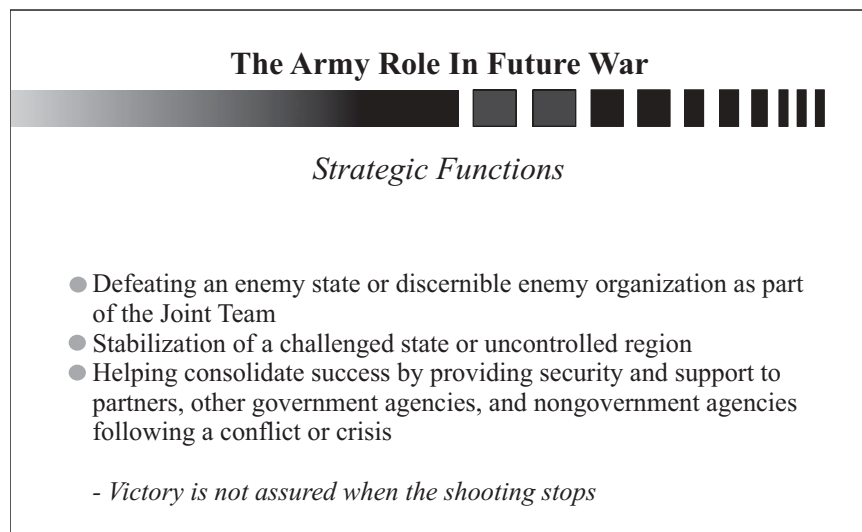 The Army Role In Future War
Strategic Functions
Defeating an enemy state or discernible enemy organization as part
of the Joint Team
Stabilization of a challenged state or uncontrolled region
Helping consolidate success by providing security and support to
partners, other government agencies, and nongovernment agencies
following a conflict or crisis
- Victory is not assured when the shooting stops